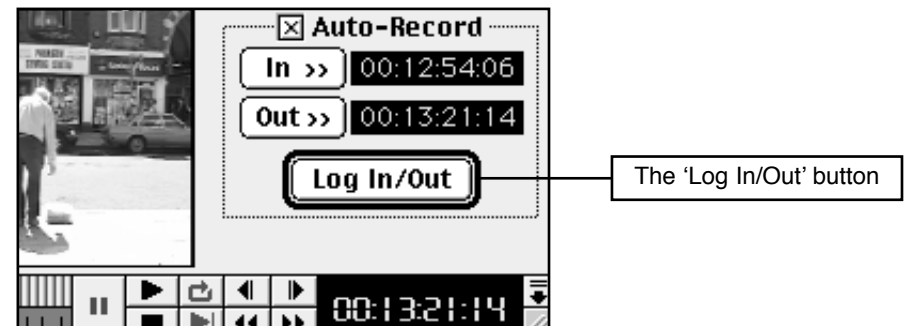 Auto-Record
In >> 00:12:54:06
Out >> 00:13:21:14
Log In/Out
The ‘Log In/Out’ button
00:13:21:14